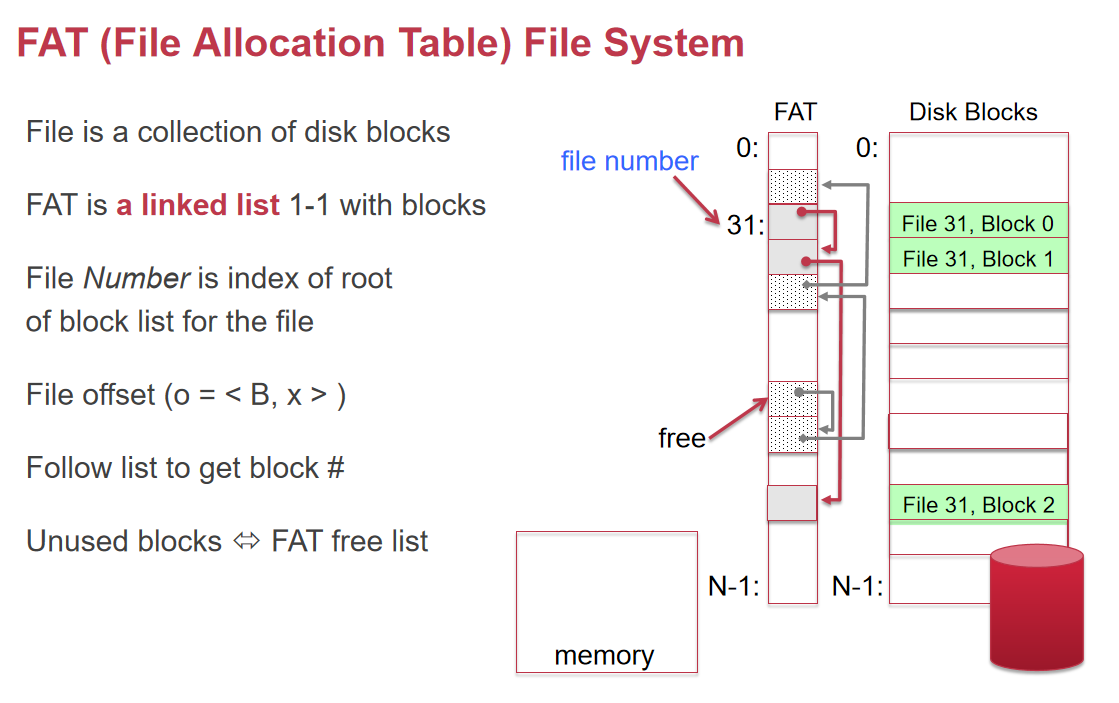 FAT (File Allocation Table) File System
File is a collection of disk blocks
FAT is a linked list 1-1 with blocks
File Number is index of root
of block list for the file
File offset (o = < B, x > )
Follow list to get block #
Unused blocks ⇔ FAT free list
FAT
Disk Blocks
0:
0:
file number
31:
File 31, Block 0
File 31, Block 1
free
File 31, Block 2
N-1:
N-1:
memory